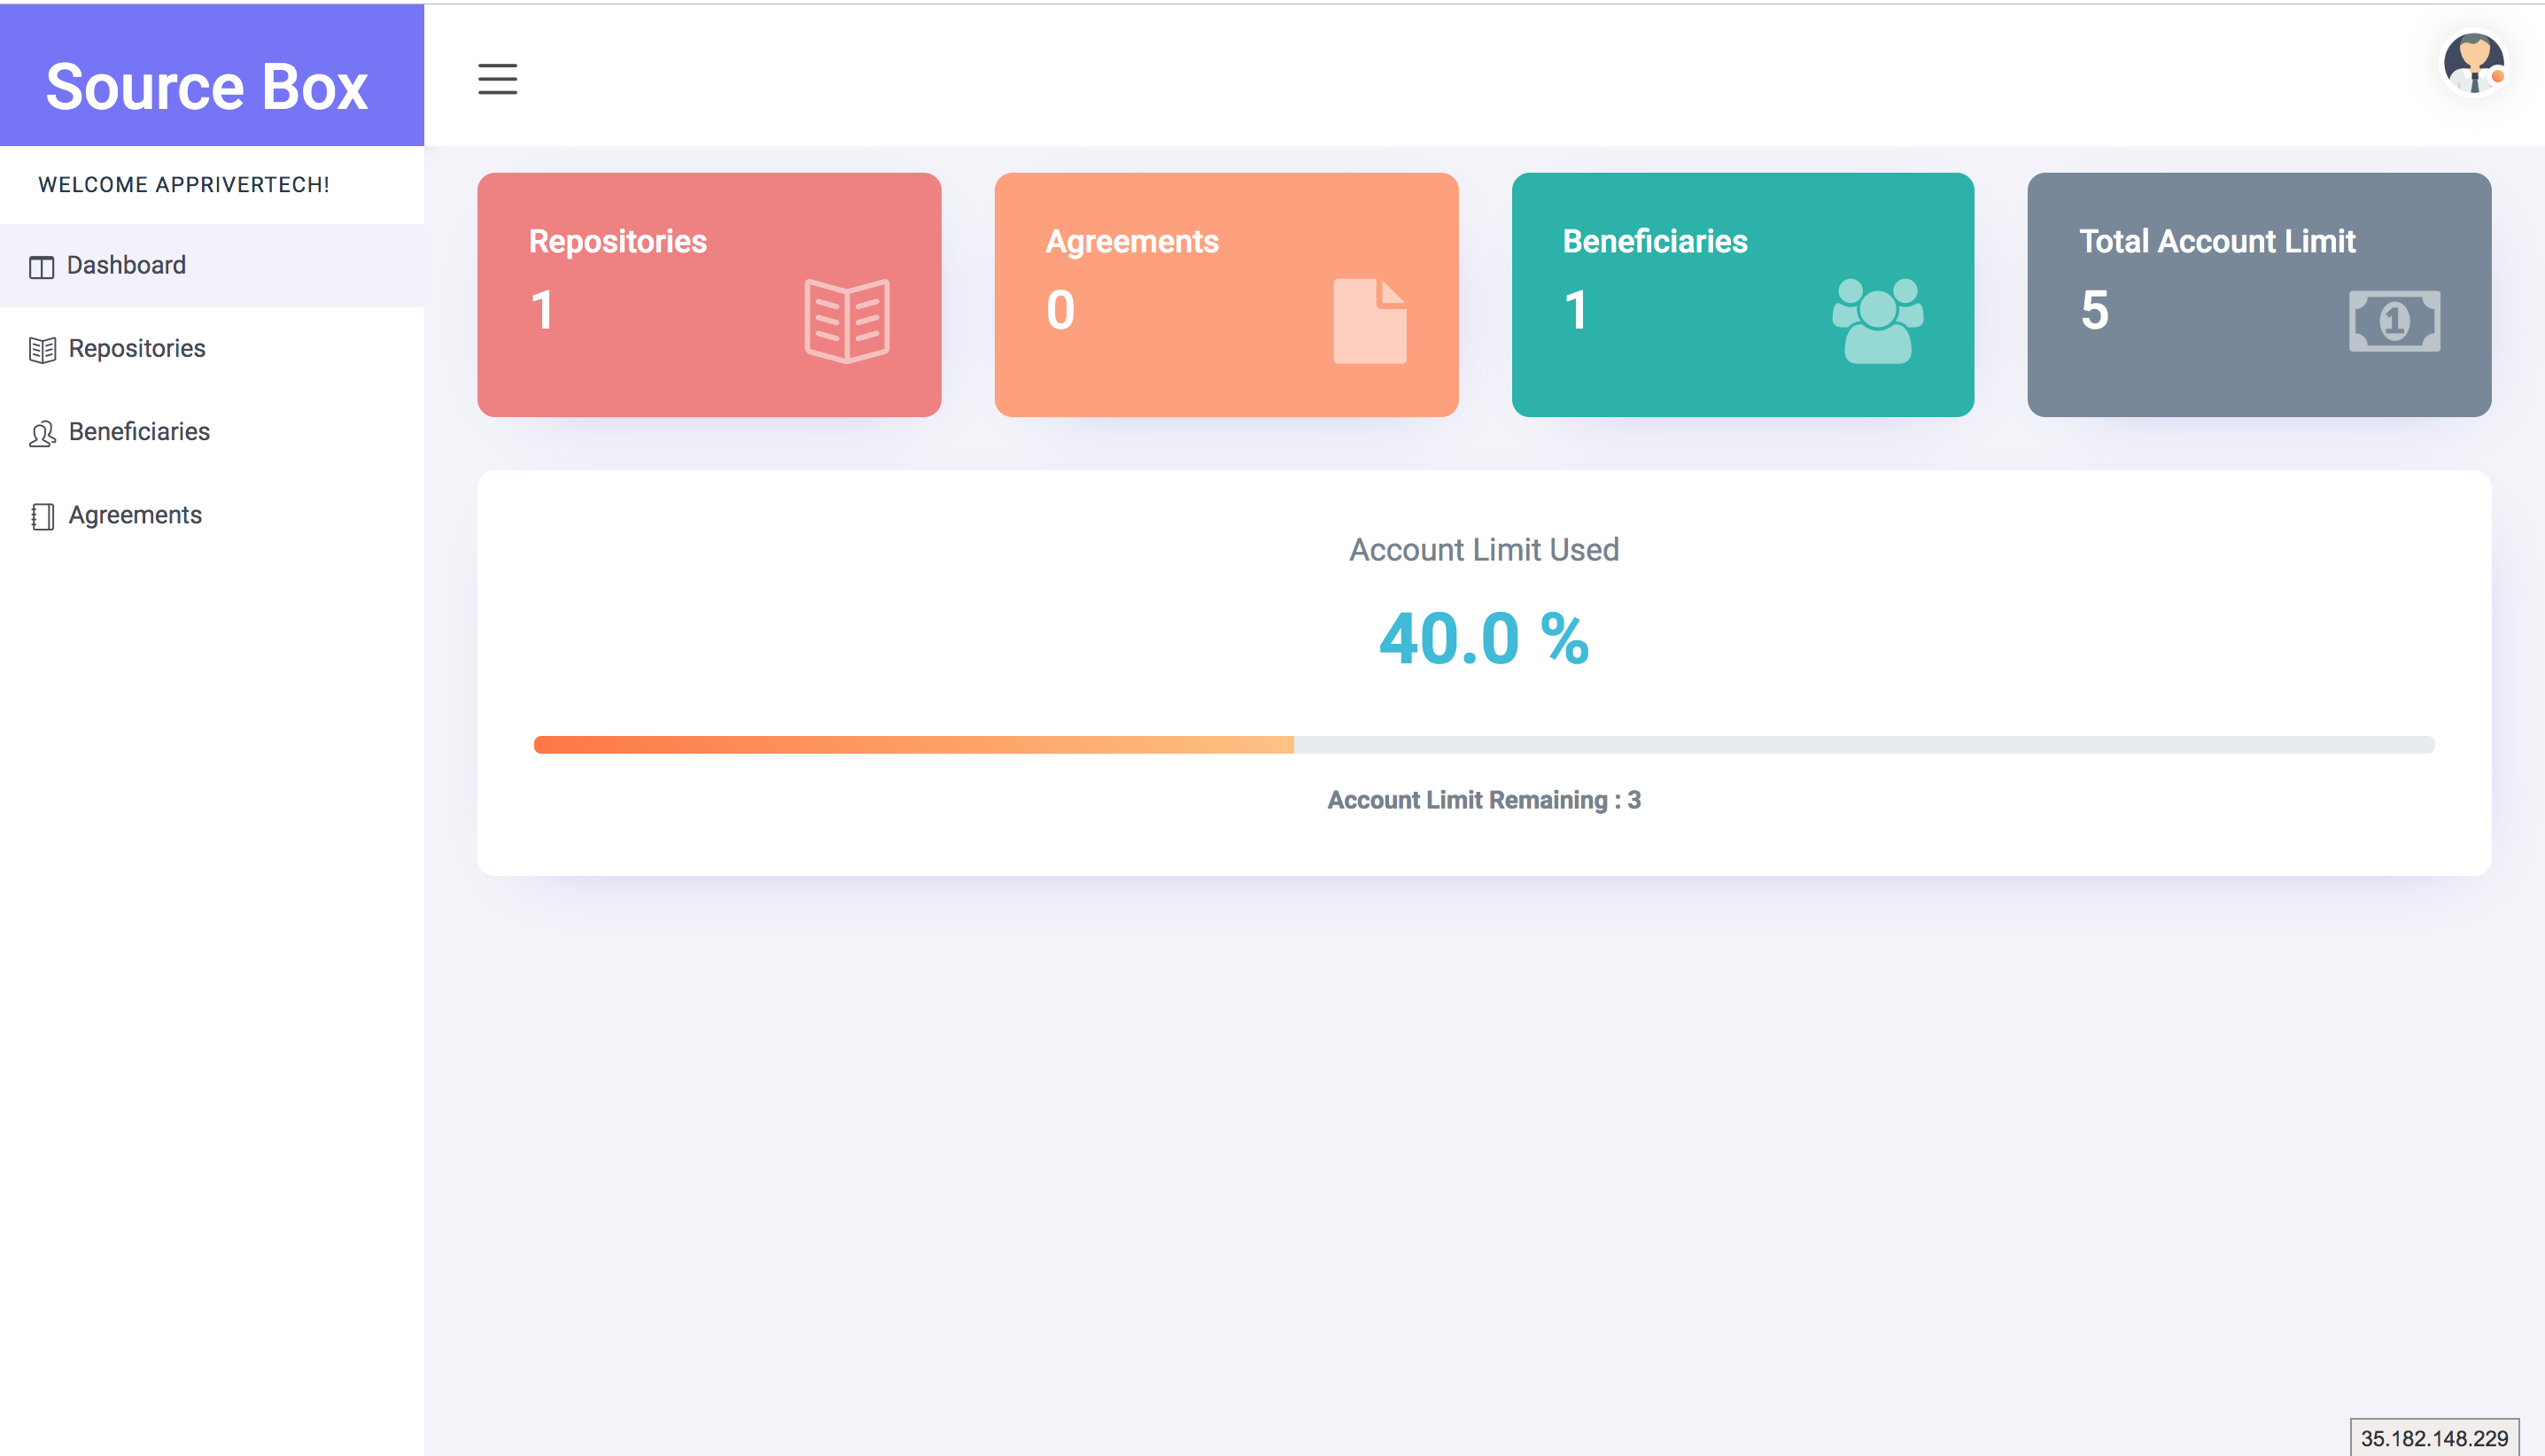 Source Box
WELCOME APPRIVERTECH!
Dashboard
Repositories
Beneficiaries
Agreements
Repositories
1
Agreements
0
Beneficiaries
1
Total Account Limit
5
1
Account Limit Used
40.0 %
Account Limit Remaining : 3
35.182.148.229